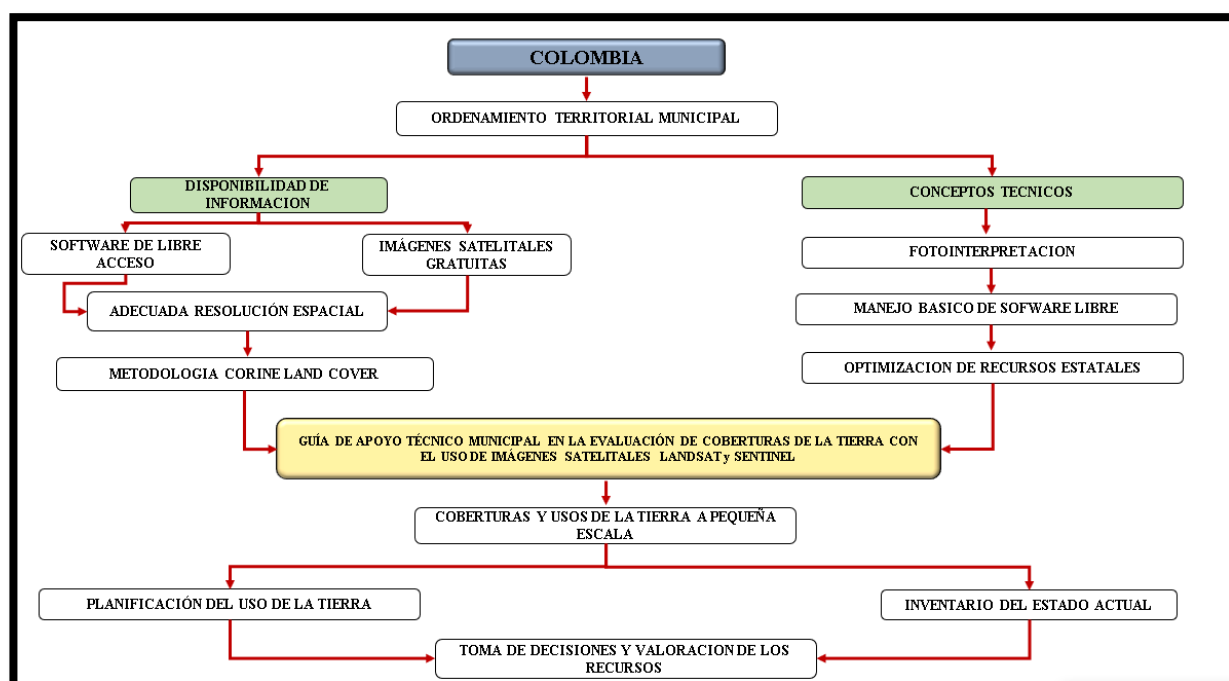 COLOMBIA
ORDENAMIENTO TERRITORIAL MUNICIPAL
DISPONIBILIDAD DE
INFORMACION
CONCEPTOS TECNICOS
SOFTWARE DE LIBRE
ACCESO
IMÁGENES SATELITALES
GRATUITAS
FOTOINTERPRETACION
ADECUADA RESOLUCIÓN ESPACIAL
MANEJO BASICO DE SOFWARE LIBRE
METODOLOGIA CORINE LAND COVER
OPTIMIZACION DE RECURSOS ESTATALES
GUÍA DE APOYO TÉCNICO MUNICIPAL EN LA EVALUACIÓN DE COBERTURAS DE LA TIERRA CON
EL USO DE IMÁGENES SATELITALES LANDSAT y SENTINEL
COBERTURAS Y USOS DE LA TIERRA A PEQUEÑA
ESCALA
PLANIFICACIÓN DEL USO DE LA TIERRA
INVENTARIO DEL ESTADO ACTUAL
TOMA DE DECISIONES Y VALORACION DE LOS
RECURSOS